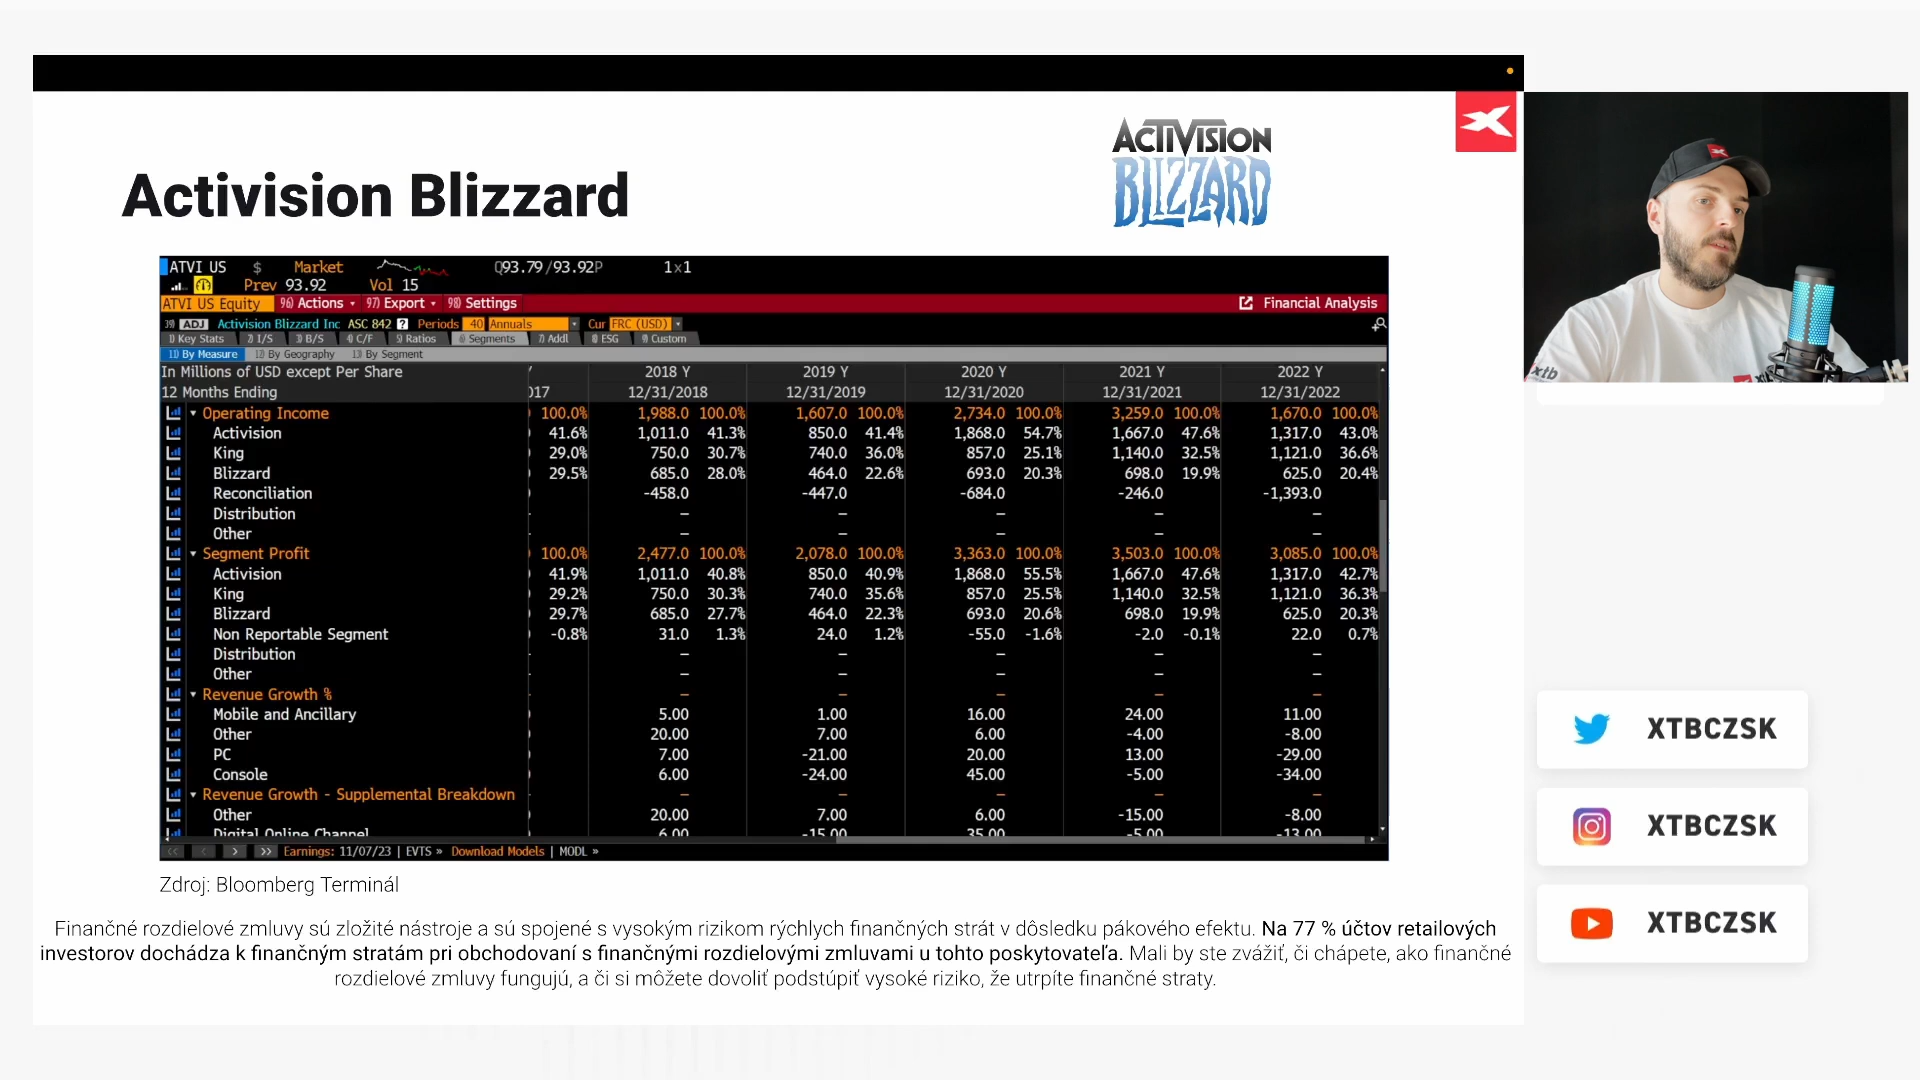 ACTIVISION
BLIZZARD
Activision Blizzard
ATVI US $ Market Q93.79/93.92P 1x1
Prev 93.92 Vol 15
ATVI US Equity 96) Actions 97) Export 98) Settings Financial Analysis
39) ADJ Activision Blizzard Inc ASC 842 ? Periods 40 Annuals Cur FRC (USD)
1) Key Stats 2) I/S 3) B/S 4) C/F 5) Ratios 6) Segments 7) Addl 8) ESG 9) Custom
11) By Measure 12) By Geography 13) By Segment
In Millions of USD except Per Share 2018 Y 2019 Y 2020 Y 2021 Y 2022 Y
12 Months Ending 017 12/31/2018 12/31/2019 12/31/2020 12/31/2021 12/31/2022
Operating Income 100.0% 1,988.0 100.0% 1,607.0 100.0% 2,734.0 100.0% 3,259.0 100.0% 1,670.0 100.0%
Activision 41.6% 1,011.0 41.3% 850.0 41.4% 1,868.0 54.7% 1,667.0 47.6% 1,317.0 43.0%
King 29.0% 750.0 30.7% 740.0 36.0% 857.0 25.1% 1,140.0 32.5% 1,121.0 36.6%
Blizzard 29.5% 685.0 28.0% 464.0 22.6% 693.0 20.3% 698.0 19.9% 625.0 20.4%
Reconciliation -458.0 -447.0 -684.0 -246.0 -1,393.0
Distribution – – – – –
Other – – – – –
Segment Profit 100.0% 2,477.0 100.0% 2,078.0 100.0% 3,363.0 100.0% 3,503.0 100.0% 3,085.0 100.0%
Activision 41.9% 1,011.0 40.8% 850.0 40.9% 1,868.0 55.5% 1,667.0 47.6% 1,317.0 42.7%
King 29.2% 750.0 30.3% 740.0 35.6% 857.0 25.5% 1,140.0 32.5% 1,121.0 36.3%
Blizzard 29.7% 685.0 27.7% 464.0 22.3% 693.0 20.6% 698.0 19.9% 625.0 20.3%
Non Reportable Segment -0.8% 31.0 1.3% 24.0 1.2% -55.0 -1.6% -2.0 -0.1% 22.0 0.7%
Distribution – – – – –
Other – – – – –
Revenue Growth % – – – – –
Mobile and Ancillary 5.00 1.00 16.00 24.00 11.00
Other 20.00 7.00 6.00 -4.00 -8.00
PC 7.00 -21.00 20.00 13.00 -29.00
Console 6.00 -24.00 45.00 -5.00 -34.00
Revenue Growth - Supplemental Breakdown – – – – –
Other 20.00 7.00 6.00 -15.00 -8.00
Digital Online Channel 6.00 -15.00 35.00 -5.00 -13.00
Earnings: 11/07/23 | EVTS » Download Models | MODL »
Zdroj: Bloomberg Terminál
Finančné rozdielové zmluvy sú zložité nástroje a sú spojené s vysokým rizikom rýchlych finančných strát v dôsledku pákového efektu. Na 77 % účtov retailových
investorov dochádza k finančným stratám pri obchodovaní s finančnými rozdielovými zmluvami u tohto poskytovateľa. Mali by ste zvážiť, či chápete, ako finančné
rozdielové zmluvy fungujú, a či si môžete dovoliť podstúpiť vysoké riziko, že utrpíte finančné straty.
xtb
XTBCZSK
XTBCZSK
XTBCZSK